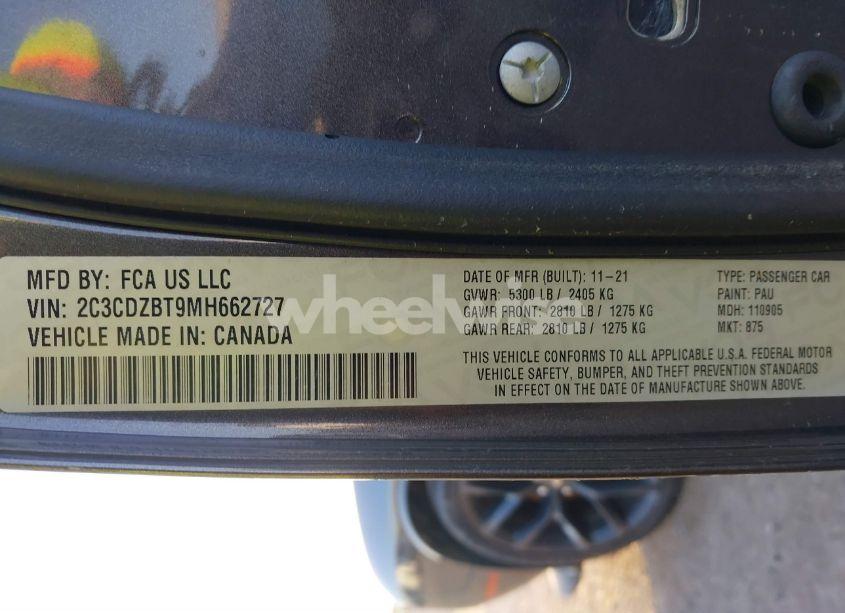 MFD BY: FCA US LLC
VIN: 2C3CDZBT9MH662727
VEHICLE MADE IN: CANADA
DATE OF MFR (BUILT): 11-21
GVWR: 5300 LB / 2405 KG
GAWR FRONT: 2810 LB / 1275 KG
GAWR REAR: 2810 LB / 1275 KG
TYPE: PASSENGER CAR
PAINT: PAU
MDH: 110905
MKT: 875
THIS VEHICLE CONFORMS TO ALL APPLICABLE U.S.A. FEDERAL MOTOR
VEHICLE SAFETY, BUMPER, AND THEFT PREVENTION STANDARDS
IN EFFECT ON THE DATE OF MANUFACTURE SHOWN ABOVE.